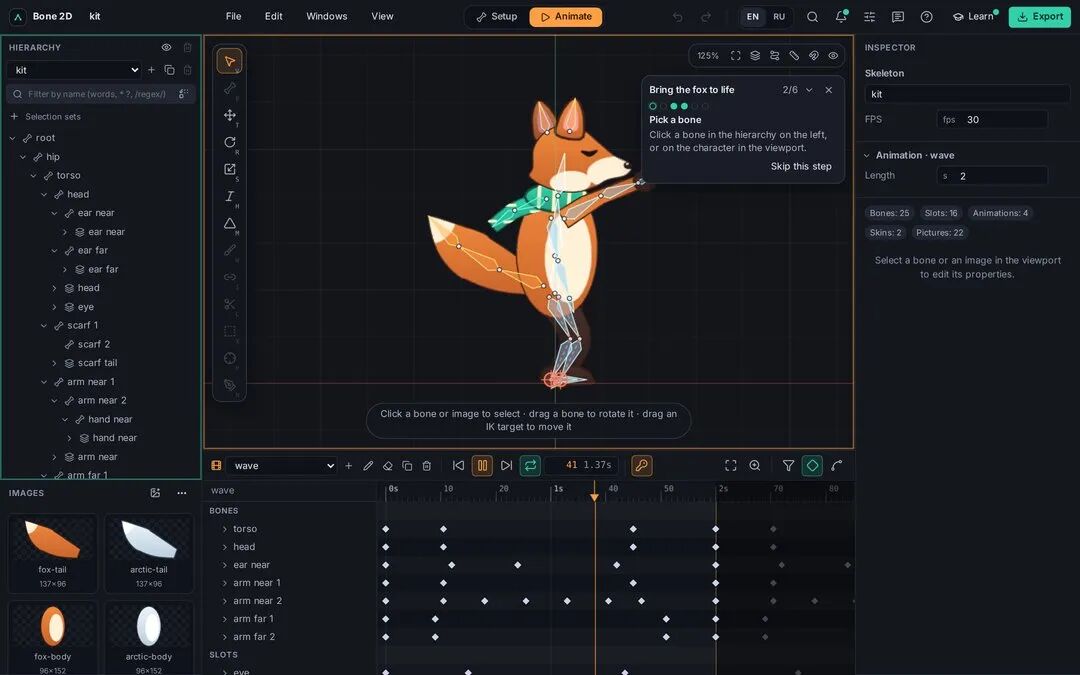 Bone 2D
kit
File
Edit
Windows
View
Setup
Animate
EN
RU
Learn
Export
HIERARCHY
kit
Filter by name (words, * ?, /regex/)
Selection sets
root
hip
torso
head
ear near
ear near
ear far
ear far
head
eye
scarf 1
scarf 2
scarf tail
arm near 1
arm near 2
hand near
hand near
arm near
arm far 1
IMAGES
fox-tail
137×96
arctic-tail
137×96
fox-body
96×152
arctic-body
96×152
125%
Bring the fox to life
2/6
Pick a bone
Click a bone in the hierarchy on the left,
or on the character in the viewport.
Skip this step
Click a bone or image to select · drag a bone to rotate it · drag an
IK target to move it
wave
41 1.37s
wave
0s
10
20
1s
40
50
2s
70
80
BONES
torso
head
ear near
arm near 1
arm near 2
arm far 1
arm far 2
SLOTS
eye
INSPECTOR
Skeleton
kit
FPS
fps 30
Animation · wave
Length
s 2
Bones: 25
Slots: 16
Animations: 4
Skins: 2
Pictures: 22
Select a bone or an image in the viewport
to edit its properties.